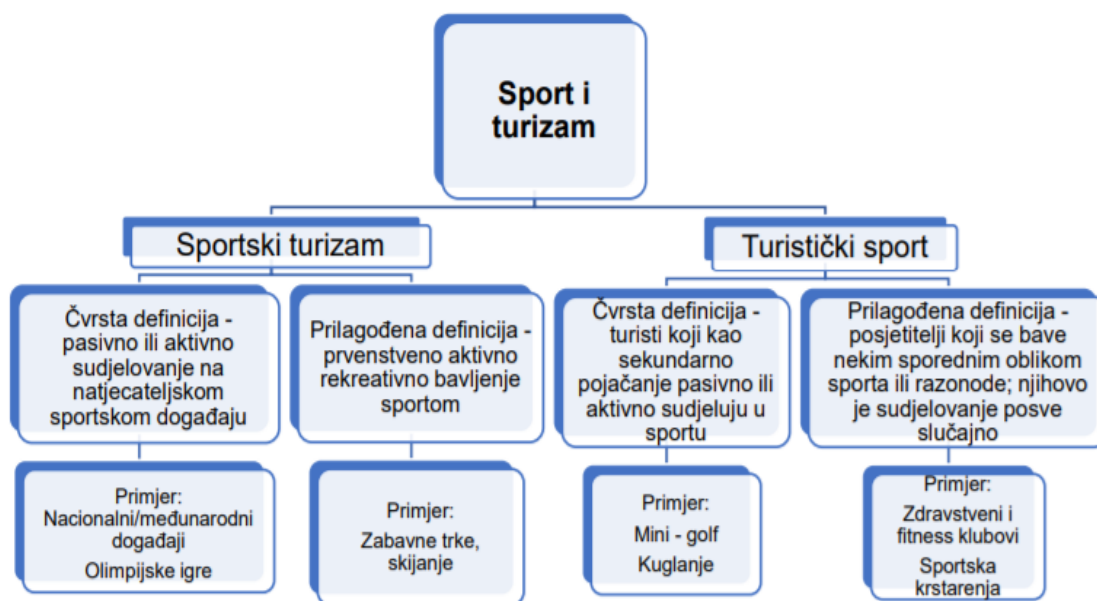 Sport i
turizam
Sportski turizam
Turistički sport
Čvrsta definicija -
pasivno ili aktivno
sudjelovanje na
natjecateljskom
sportskom događaju
Prilagođena definicija -
prvenstveno aktivno
rekreativno bavljenje
sportom
Čvrsta definicija -
turisti koji kao
sekundarno
pojačanje pasivno ili
aktivno sudjeluju u
sportu
Prilagođena definicija -
posjetitelji koji se bave
nekim sporednim oblikom
sporta ili razonode; njihovo
je sudjelovanje posve
slučajno
Primjer:
Nacionalni/međunarodni
događaji
Olimpijske igre
Primjer:
Zabavne trke,
skijanje
Primjer:
Mini - golf
Kuglanje
Primjer:
Zdravstveni i
fitness klubovi
Sportska
krstarenja